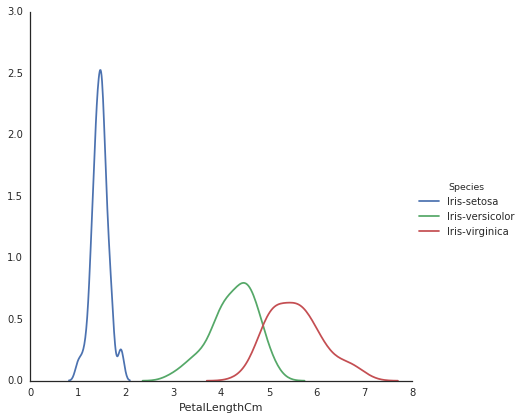 3.0
2.5
2.0
1.5
1.0
0.5
0.0
0 1 2 3 4 5 6 7 8
PetalLengthCm
Species
Iris-setosa
Iris-versicolor
Iris-virginica